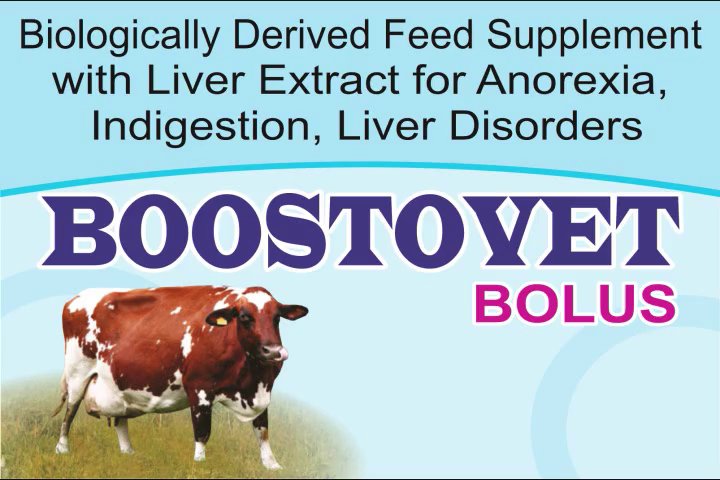 Biologically Derived Feed Supplement
with Liver Extract for Anorexia,
Indigestion, Liver Disorders
BOOSTOVET
BOLUS